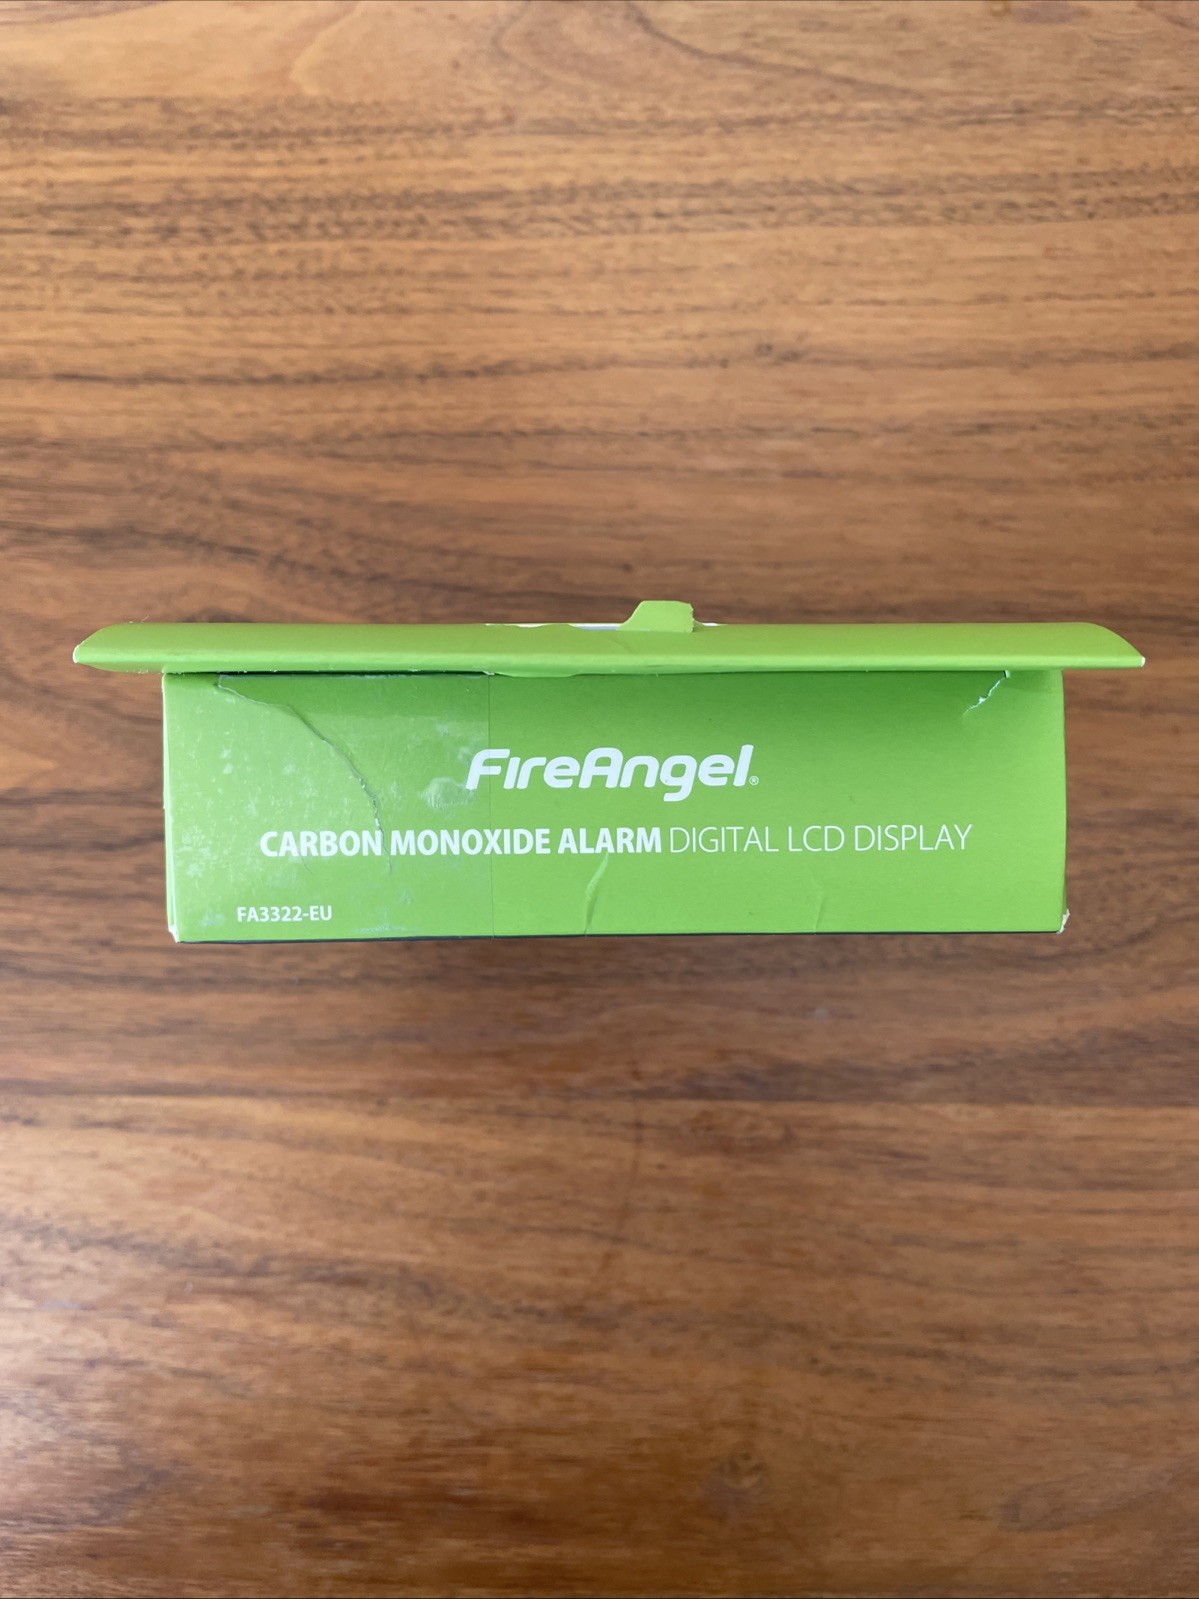 FireAngel®
CARBON MONOXIDE ALARM DIGITAL LCD DISPLAY
FA3322-EU